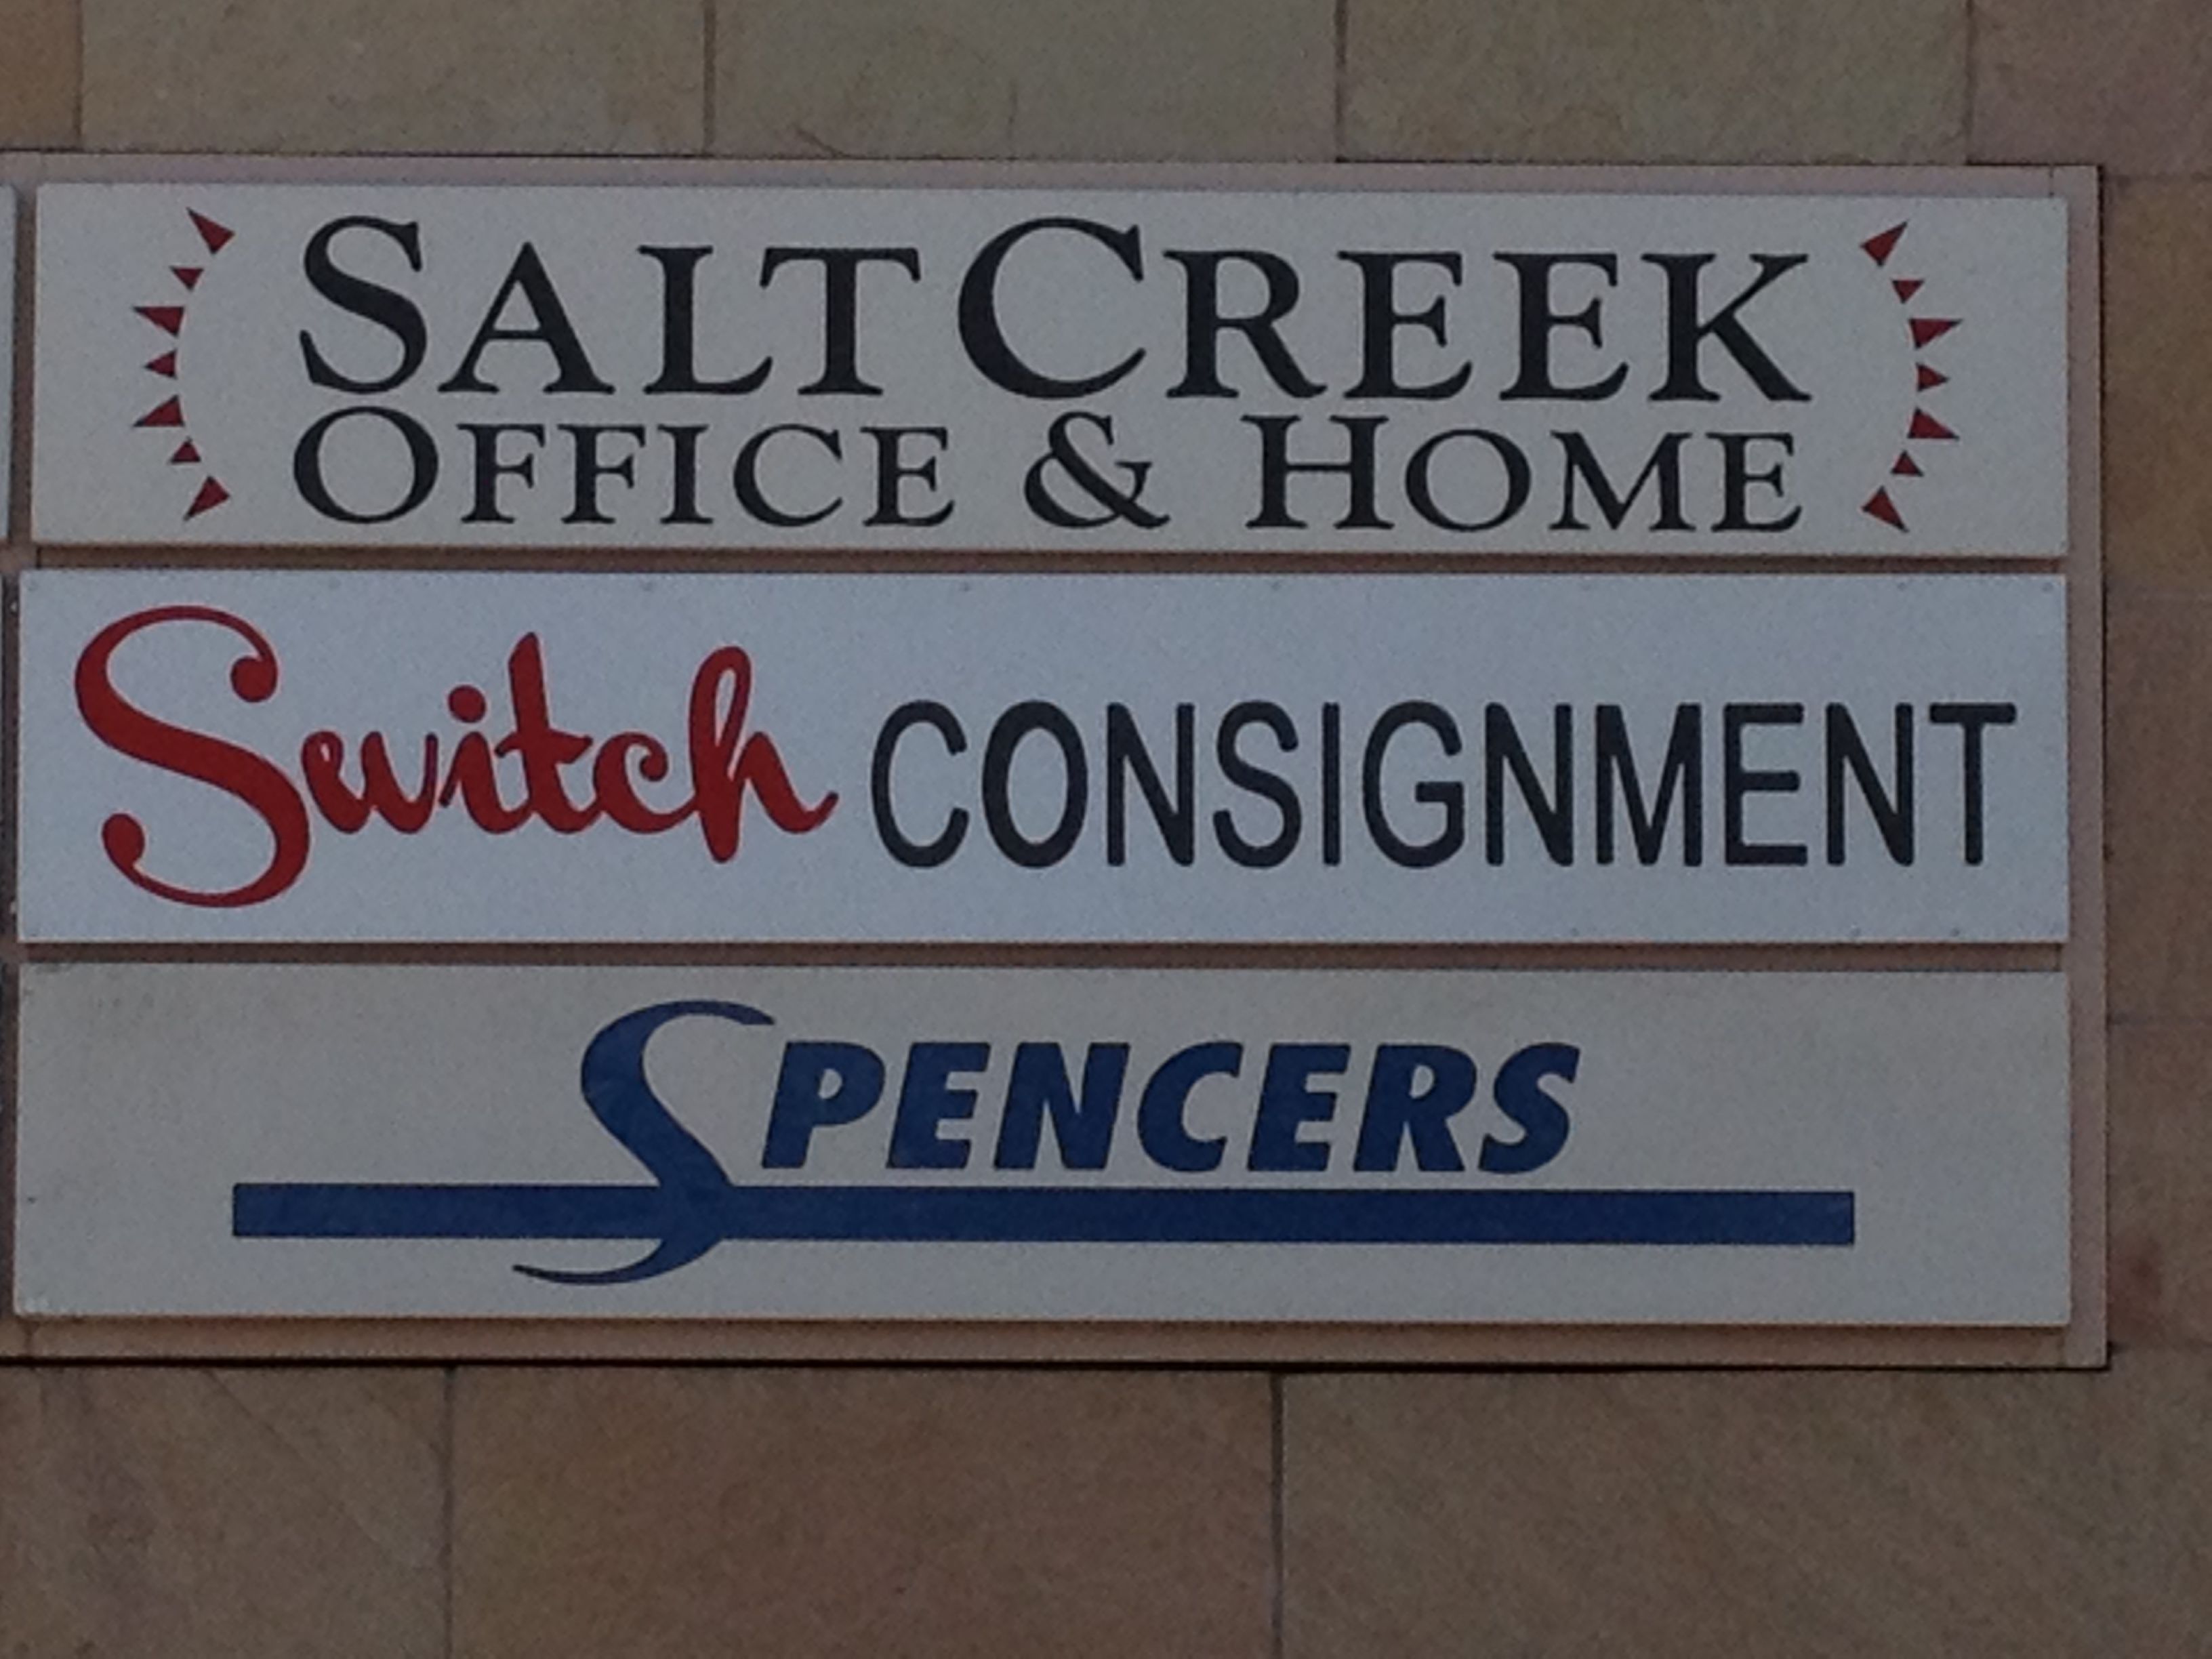 SALT CREEK
OFFICE & HOME
Switch CONSIGNMENT
SPENCERS